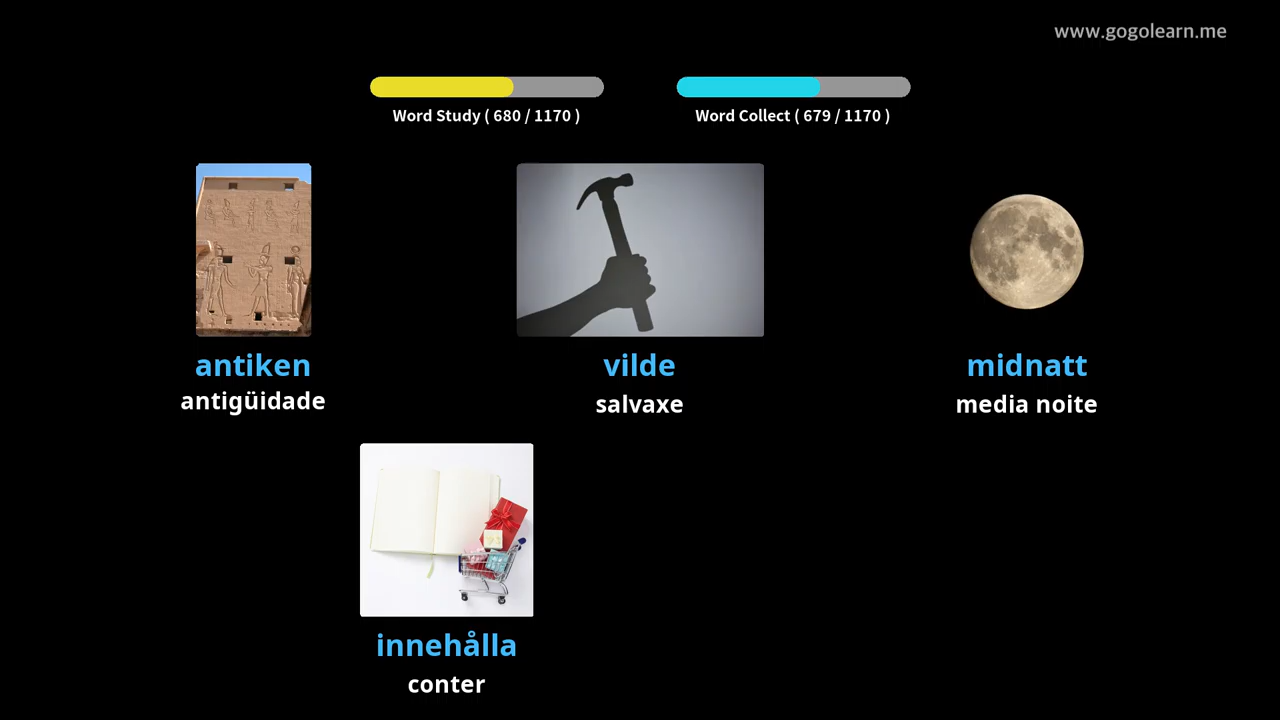 www.gogolearn.me
Word Study ( 680 / 1170 )
Word Collect ( 679 / 1170 )
antiken
antigüidade
vilde
salvaxe
midnatt
media noite
innehålla
conter